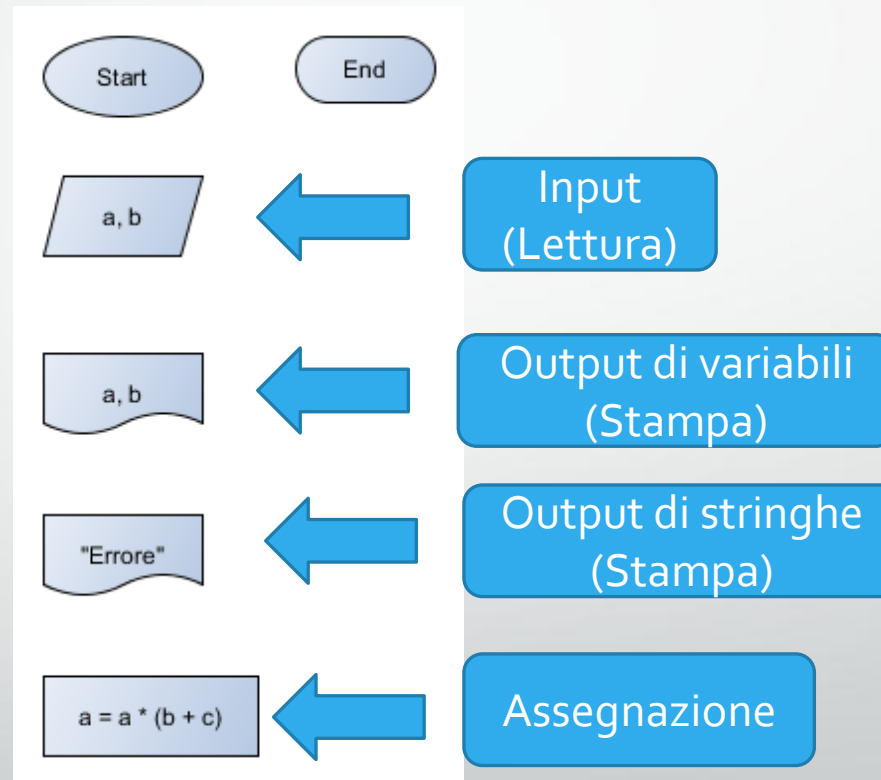 Start
End
a, b
Input
(Lettura)
a, b
Output di variabili
(Stampa)
"Errore"
Output di stringhe
(Stampa)
a = a * (b + c)
Assegnazione